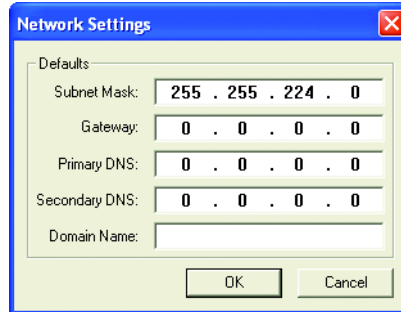 Network Settings
Defaults
Subnet Mask: 255 . 255 . 224 . 0
Gateway: 0 . 0 . 0 . 0
Primary DNS: 0 . 0 . 0 . 0
Secondary DNS: 0 . 0 . 0 . 0
Domain Name:
OK Cancel